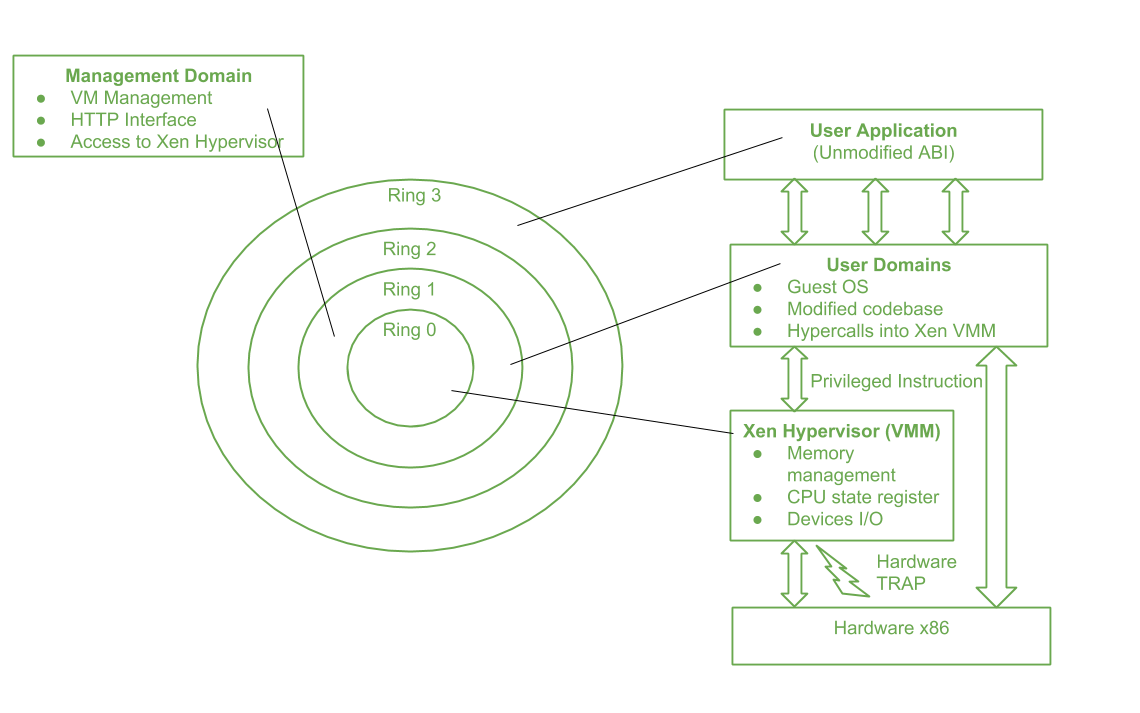 Management Domain
● VM Management
● HTTP Interface
● Access to Xen Hypervisor
Ring 3
Ring 2
Ring 1
Ring 0
User Application
(Unmodified ABI)
User Domains
● Guest OS
● Modified codebase
● Hypercalls into Xen VMM
Privileged Instruction
Xen Hypervisor (VMM)
● Memory
management
● CPU state register
● Devices I/O
Hardware
TRAP
Hardware x86